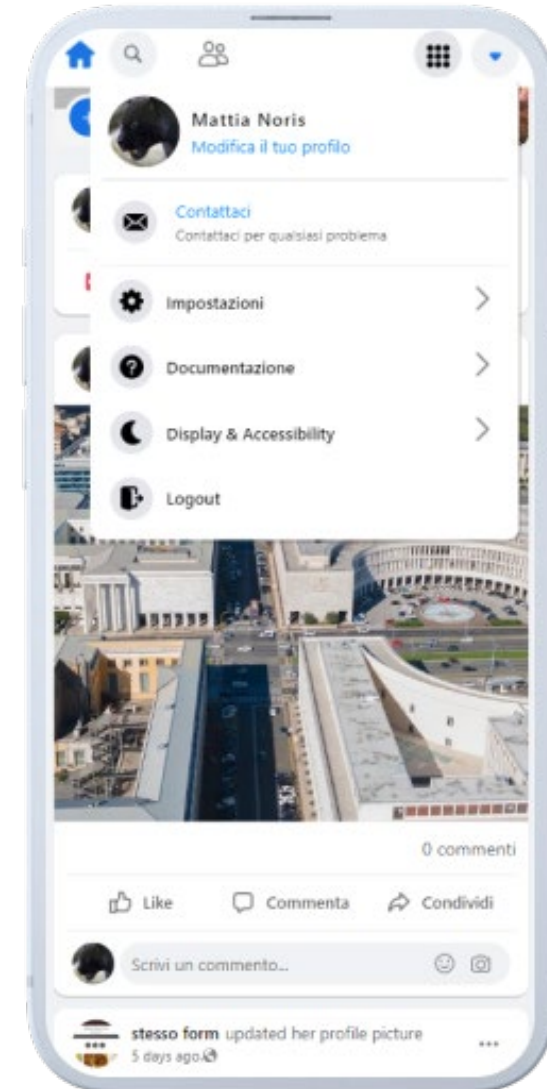 Mattia Noris
Modifica il tuo profilo
Contattaci
Contattaci per qualsiasi problema
Impostazioni
Documentazione
Display & Accessibility
Logout
0 commenti
Like Commenta Condividi
Scrivi un commento...
stesso form updated her profile picture
5 days ago